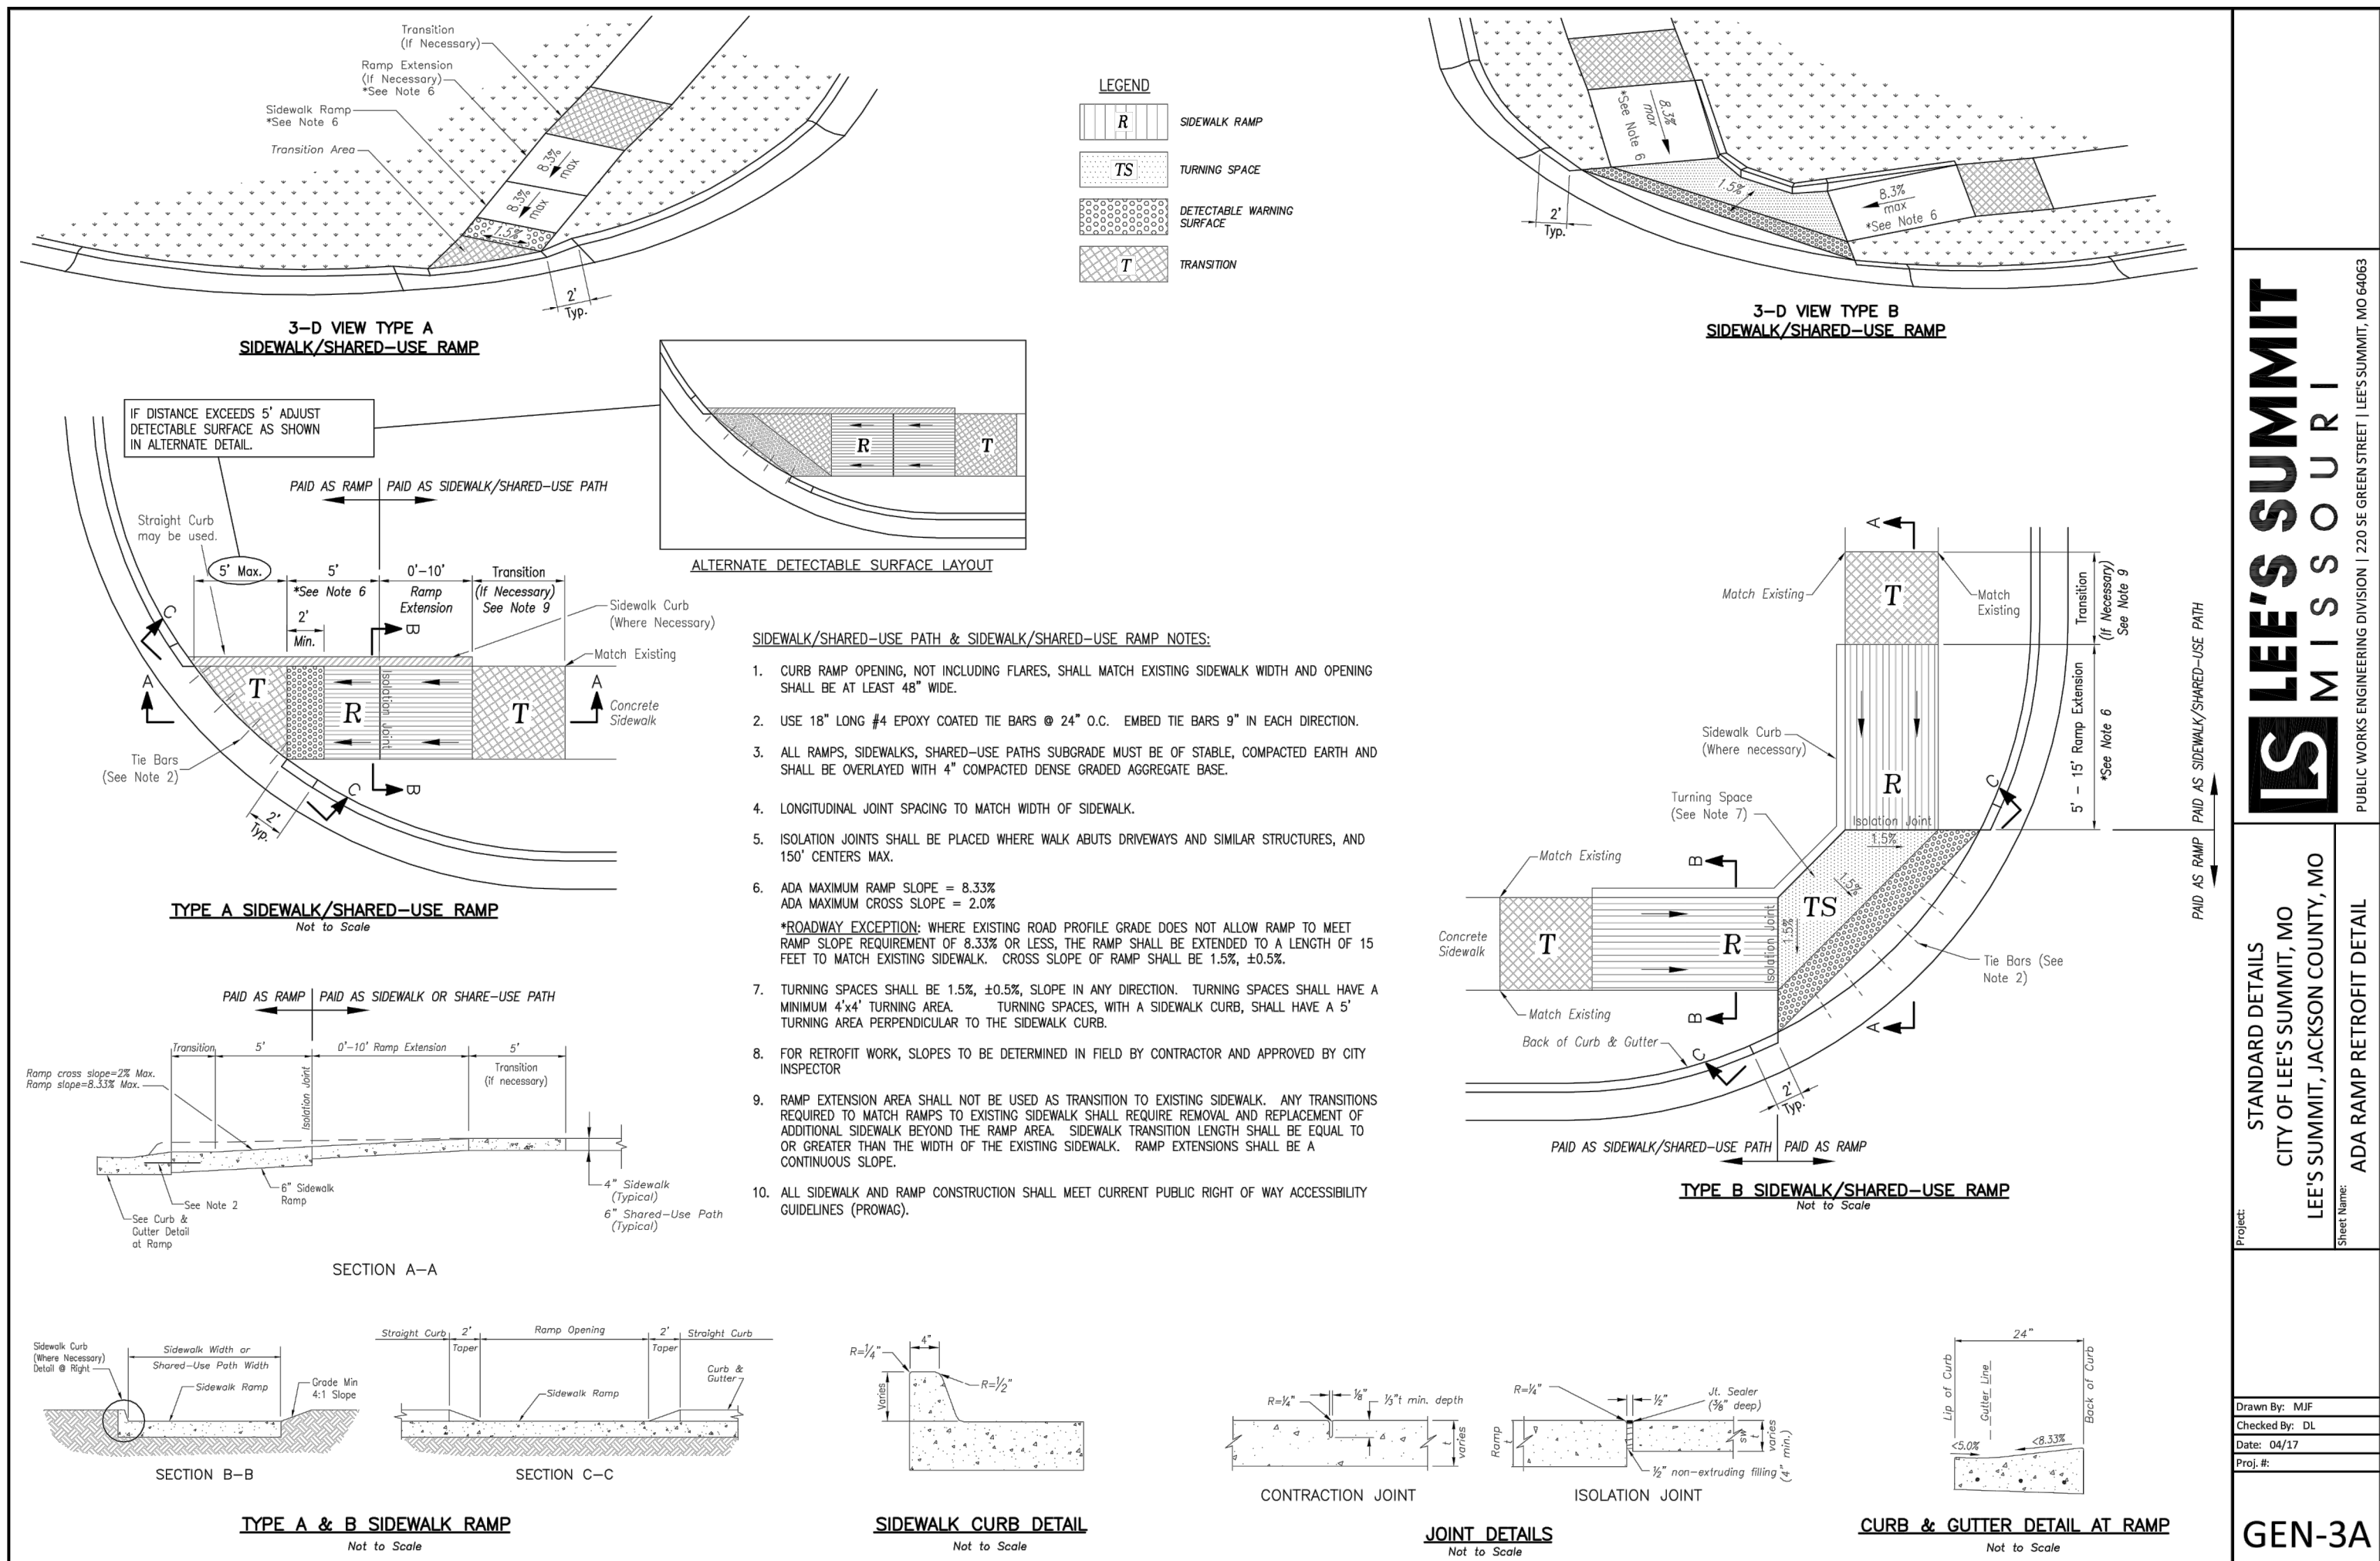 Transition
(If Necessary)
Ramp Extension
(If Necessary)
*See Note 6
Sidewalk Ramp
*See Note 6
Transition Area
8.3%
max
8.3%
max
1.5%
2'
Typ.
3-D VIEW TYPE A
SIDEWALK/SHARED-USE RAMP
LEGEND
R
SIDEWALK RAMP
TS
TURNING SPACE
DETECTABLE WARNING
SURFACE
T
TRANSITION
8.3%
max
*See Note 6
1.5%
8.3%
max
*See Note 6
2'
Typ.
3-D VIEW TYPE B
SIDEWALK/SHARED-USE RAMP
IF DISTANCE EXCEEDS 5' ADJUST
DETECTABLE SURFACE AS SHOWN
IN ALTERNATE DETAIL.
R
T
ALTERNATE DETECTABLE SURFACE LAYOUT
PAID AS RAMP
PAID AS SIDEWALK/SHARED-USE PATH
Straight Curb
may be used.
5' Max.
5'
*See Note 6
2'
Min.
0'-10'
Ramp
Extension
Transition
(If Necessary)
See Note 9
Sidewalk Curb
(Where Necessary)
Match Existing
Concrete
Sidewalk
C
B
A
T
R
Isolation Joint
T
A
Tie Bars
(See Note 2)
C
B
2'
Typ.
TYPE A SIDEWALK/SHARED-USE RAMP
Not to Scale
PAID AS RAMP
PAID AS SIDEWALK OR SHARE-USE PATH
Transition
5'
0'-10' Ramp Extension
5'
Transition
(if necessary)
Ramp cross slope=2% Max.
Ramp slope=8.33% Max.
Isolation Joint
6" Sidewalk
Ramp
See Note 2
See Curb &
Gutter Detail
at Ramp
4" Sidewalk
(Typical)
6" Shared-Use Path
(Typical)
SECTION A-A
SIDEWALK/SHARED-USE PATH & SIDEWALK/SHARED-USE RAMP NOTES:
1. CURB RAMP OPENING, NOT INCLUDING FLARES, SHALL MATCH EXISTING SIDEWALK WIDTH AND OPENING
SHALL BE AT LEAST 48" WIDE.
2. USE 18" LONG #4 EPOXY COATED TIE BARS @ 24" O.C. EMBED TIE BARS 9" IN EACH DIRECTION.
3. ALL RAMPS, SIDEWALKS, SHARED-USE PATHS SUBGRADE MUST BE OF STABLE, COMPACTED EARTH AND
SHALL BE OVERLAYED WITH 4" COMPACTED DENSE GRADED AGGREGATE BASE.
4. LONGITUDINAL JOINT SPACING TO MATCH WIDTH OF SIDEWALK.
5. ISOLATION JOINTS SHALL BE PLACED WHERE WALK ABUTS DRIVEWAYS AND SIMILAR STRUCTURES, AND
150' CENTERS MAX.
6. ADA MAXIMUM RAMP SLOPE = 8.33%
ADA MAXIMUM CROSS SLOPE = 2.0%
*ROADWAY EXCEPTION: WHERE EXISTING ROAD PROFILE GRADE DOES NOT ALLOW RAMP TO MEET
RAMP SLOPE REQUIREMENT OF 8.33% OR LESS, THE RAMP SHALL BE EXTENDED TO A LENGTH OF 15
FEET TO MATCH EXISTING SIDEWALK. CROSS SLOPE OF RAMP SHALL BE 1.5%, ±0.5%.
7. TURNING SPACES SHALL BE 1.5%, ±0.5%, SLOPE IN ANY DIRECTION. TURNING SPACES SHALL HAVE A
MINIMUM 4'x4' TURNING AREA. TURNING SPACES, WITH A SIDEWALK CURB, SHALL HAVE A 5'
TURNING AREA PERPENDICULAR TO THE SIDEWALK CURB.
8. FOR RETROFIT WORK, SLOPES TO BE DETERMINED IN FIELD BY CONTRACTOR AND APPROVED BY CITY
INSPECTOR
9. RAMP EXTENSION AREA SHALL NOT BE USED AS TRANSITION TO EXISTING SIDEWALK. ANY TRANSITIONS
REQUIRED TO MATCH RAMPS TO EXISTING SIDEWALK SHALL REQUIRE REMOVAL AND REPLACEMENT OF
ADDITIONAL SIDEWALK BEYOND THE RAMP AREA. SIDEWALK TRANSITION LENGTH SHALL BE EQUAL TO
OR GREATER THAN THE WIDTH OF THE EXISTING SIDEWALK. RAMP EXTENSIONS SHALL BE A
CONTINUOUS SLOPE.
10. ALL SIDEWALK AND RAMP CONSTRUCTION SHALL MEET CURRENT PUBLIC RIGHT OF WAY ACCESSIBILITY
GUIDELINES (PROWAG).
A
Match Existing
T
Match
Existing
Transition
(If Necessary)
See Note 9
5' - 15' Ramp Extension
*See Note 6
PAID AS RAMP
PAID AS SIDEWALK/SHARED-USE PATH
Sidewalk Curb
(Where necessary)
R
Turning Space
(See Note 7)
Isolation Joint
1.5%
C
Match Existing
B
1.5%
TS
1.5%
Isolation Joint
Concrete
Sidewalk
T
R
Tie Bars (See
Note 2)
Match Existing
B
A
Back of Curb & Gutter
C
2'
Typ.
PAID AS SIDEWALK/SHARED-USE PATH
PAID AS RAMP
TYPE B SIDEWALK/SHARED-USE RAMP
Not to Scale
Sidewalk Curb
(Where Necessary)
Detail @ Right
Sidewalk Width or
Shared-Use Path Width
Sidewalk Ramp
Grade Min
4:1 Slope
SECTION B-B
Straight Curb
2'
Taper
Ramp Opening
2'
Taper
Straight Curb
Curb &
Gutter
Sidewalk Ramp
SECTION C-C
TYPE A & B SIDEWALK RAMP
Not to Scale
4"
R=¼"
R=½"
Varies
SIDEWALK CURB DETAIL
Not to Scale
R=¼"
⅛"
⅓"t min. depth
t
varies
CONTRACTION JOINT
R=¼"
½"
Jt. Sealer
(⅜" deep)
Ramp
t
sw
t
varies
(4" min.)
½" non-extruding filling
ISOLATION JOINT
JOINT DETAILS
Not to Scale
24"
Lip of Curb
Gutter Line
Back of Curb
<5.0%
<8.33%
CURB & GUTTER DETAIL AT RAMP
Not to Scale
LS
LEE'S SUMMIT
MISSOURI
PUBLIC WORKS ENGINEERING DIVISION | 220 SE GREEN STREET | LEE'S SUMMIT, MO 64063
Project:
STANDARD DETAILS
CITY OF LEE'S SUMMIT, MO
LEE'S SUMMIT, JACKSON COUNTY, MO
Sheet Name:
ADA RAMP RETROFIT DETAIL
Drawn By: MJF
Checked By: DL
Date: 04/17
Proj. #:
GEN-3A